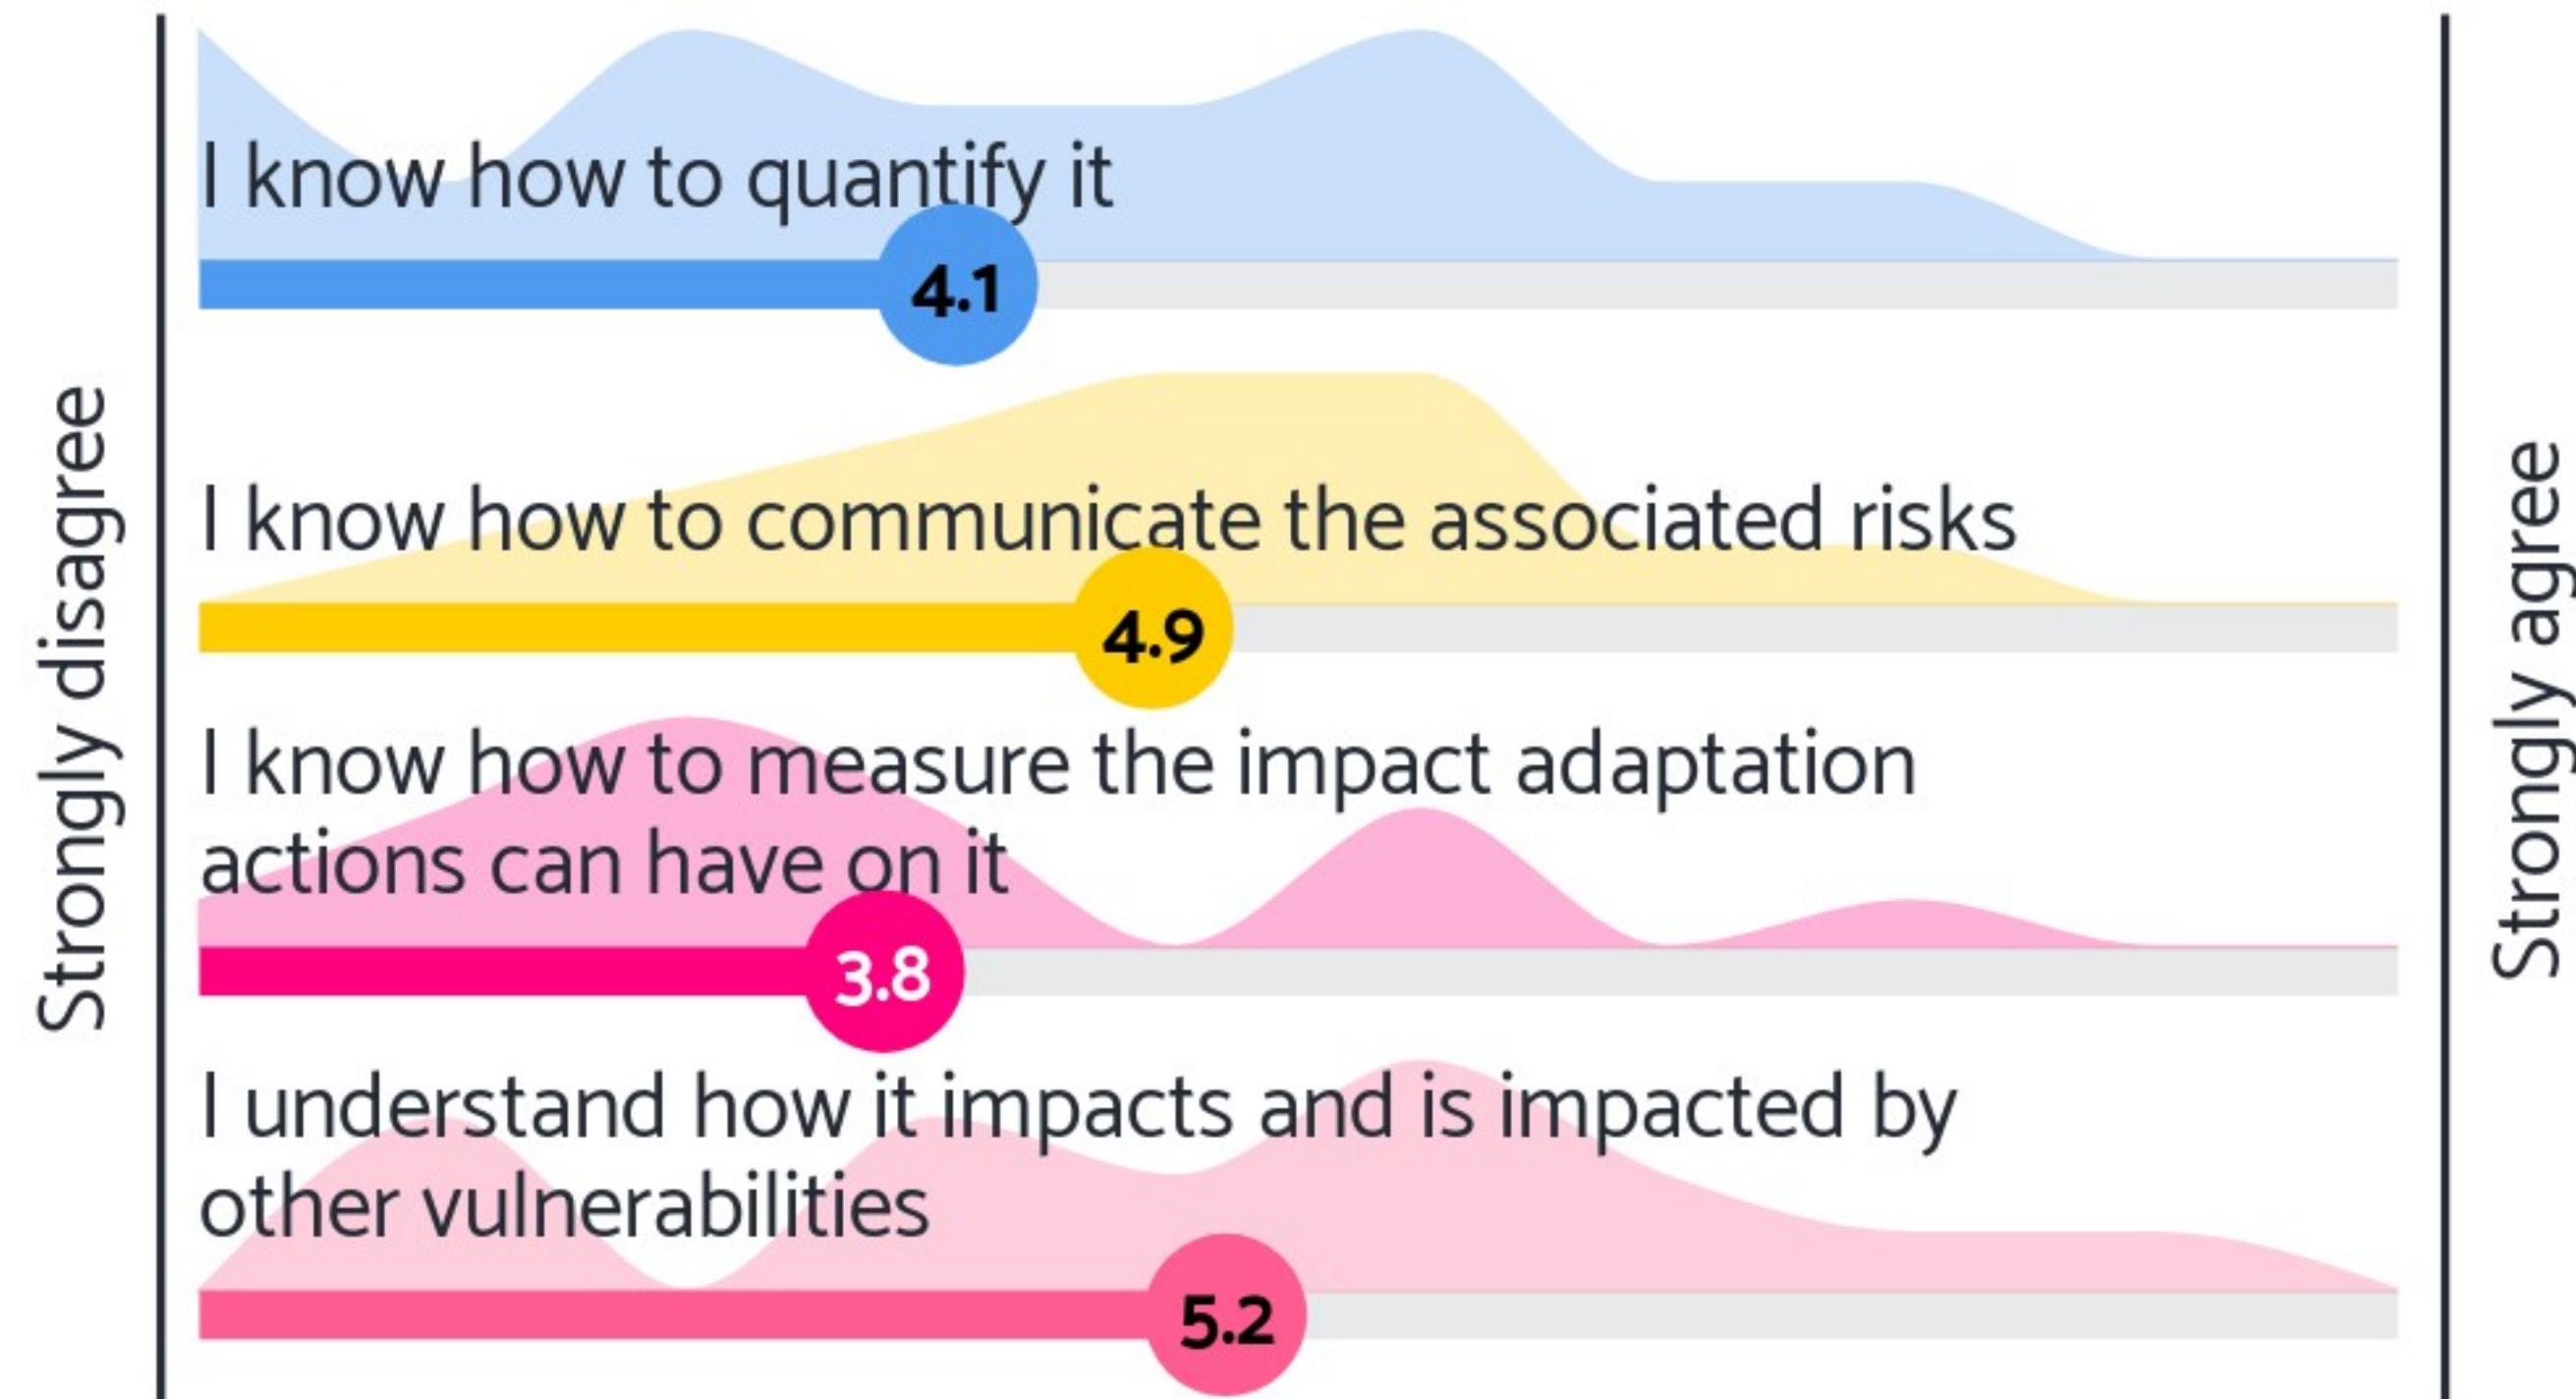 Strongly disagree
I know how to quantify it
4.1
I know how to communicate the associated risks
4.9
I know how to measure the impact adaptation
actions can have on it
3.8
I understand how it impacts and is impacted by
other vulnerabilities
5.2
Strongly agree